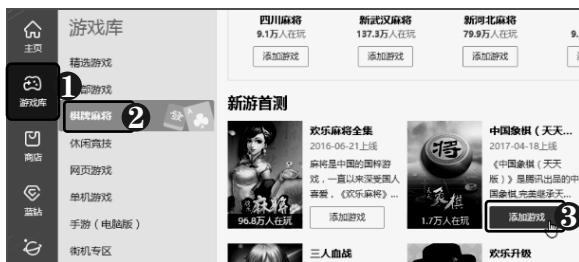 主页
游戏库
商店
蓝钻
游戏库
精选游戏
部游戏
棋牌麻将
休闲竞技
网页游戏
单机游戏
手游（电脑版）
街机专区
1
2
四川麻将
9.1万人在玩
添加游戏
新武汉麻将
137.3万人在玩
添加游戏
新河北麻将
79.9万人在玩
添加游戏
9.
新游首测
96.8万人在玩
欢乐麻将全集
2016-06-21上线
麻将是中国的国粹游
戏，一直以来深受国人
喜爱，《欢乐麻将》...
添加游戏
将
天天
象棋
1.7万人在玩
中国象棋（天天...
2017-04-18上线
《中国象棋（天天
版）》是腾讯出品的中
国象棋,完美继承天...
添加游戏
3
三人血战
欢乐升级